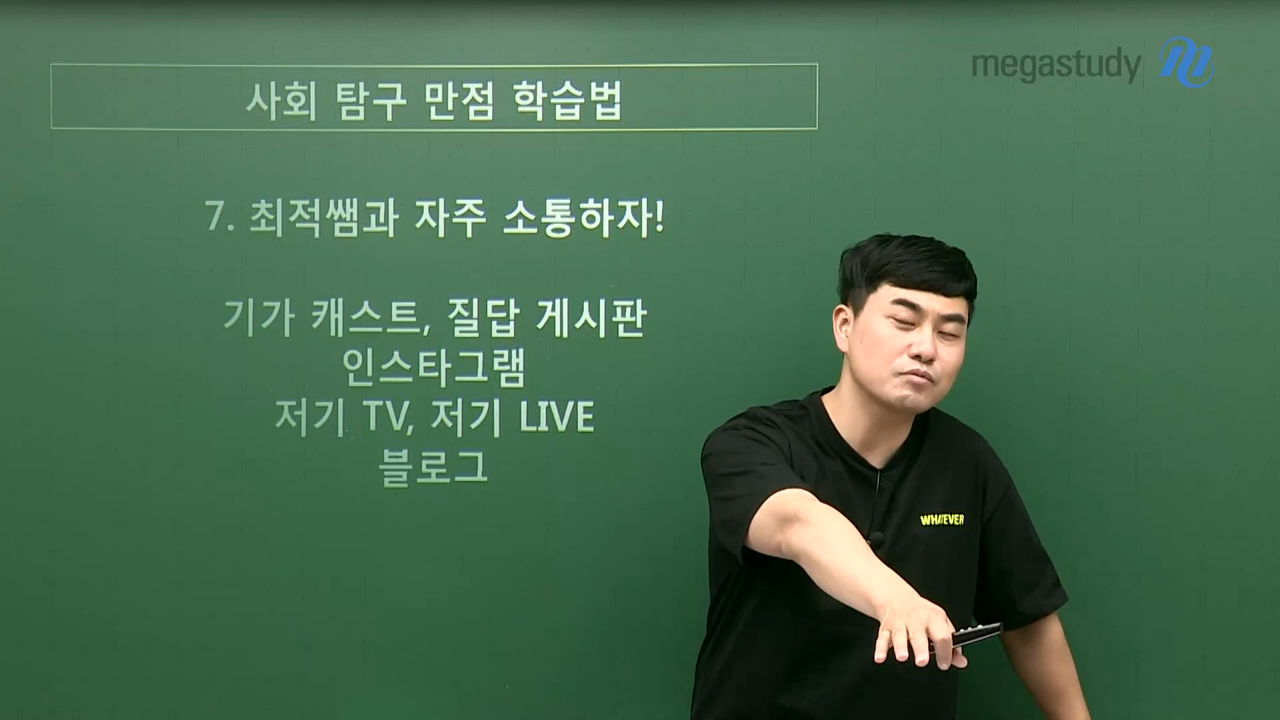 megastudy
사회 탐구 만점 학습법
7. 최적쌤과 자주 소통하자!
기가 캐스트, 질답 게시판
인스타그램
저기 TV, 저기 LIVE
블로그
WHATEVER